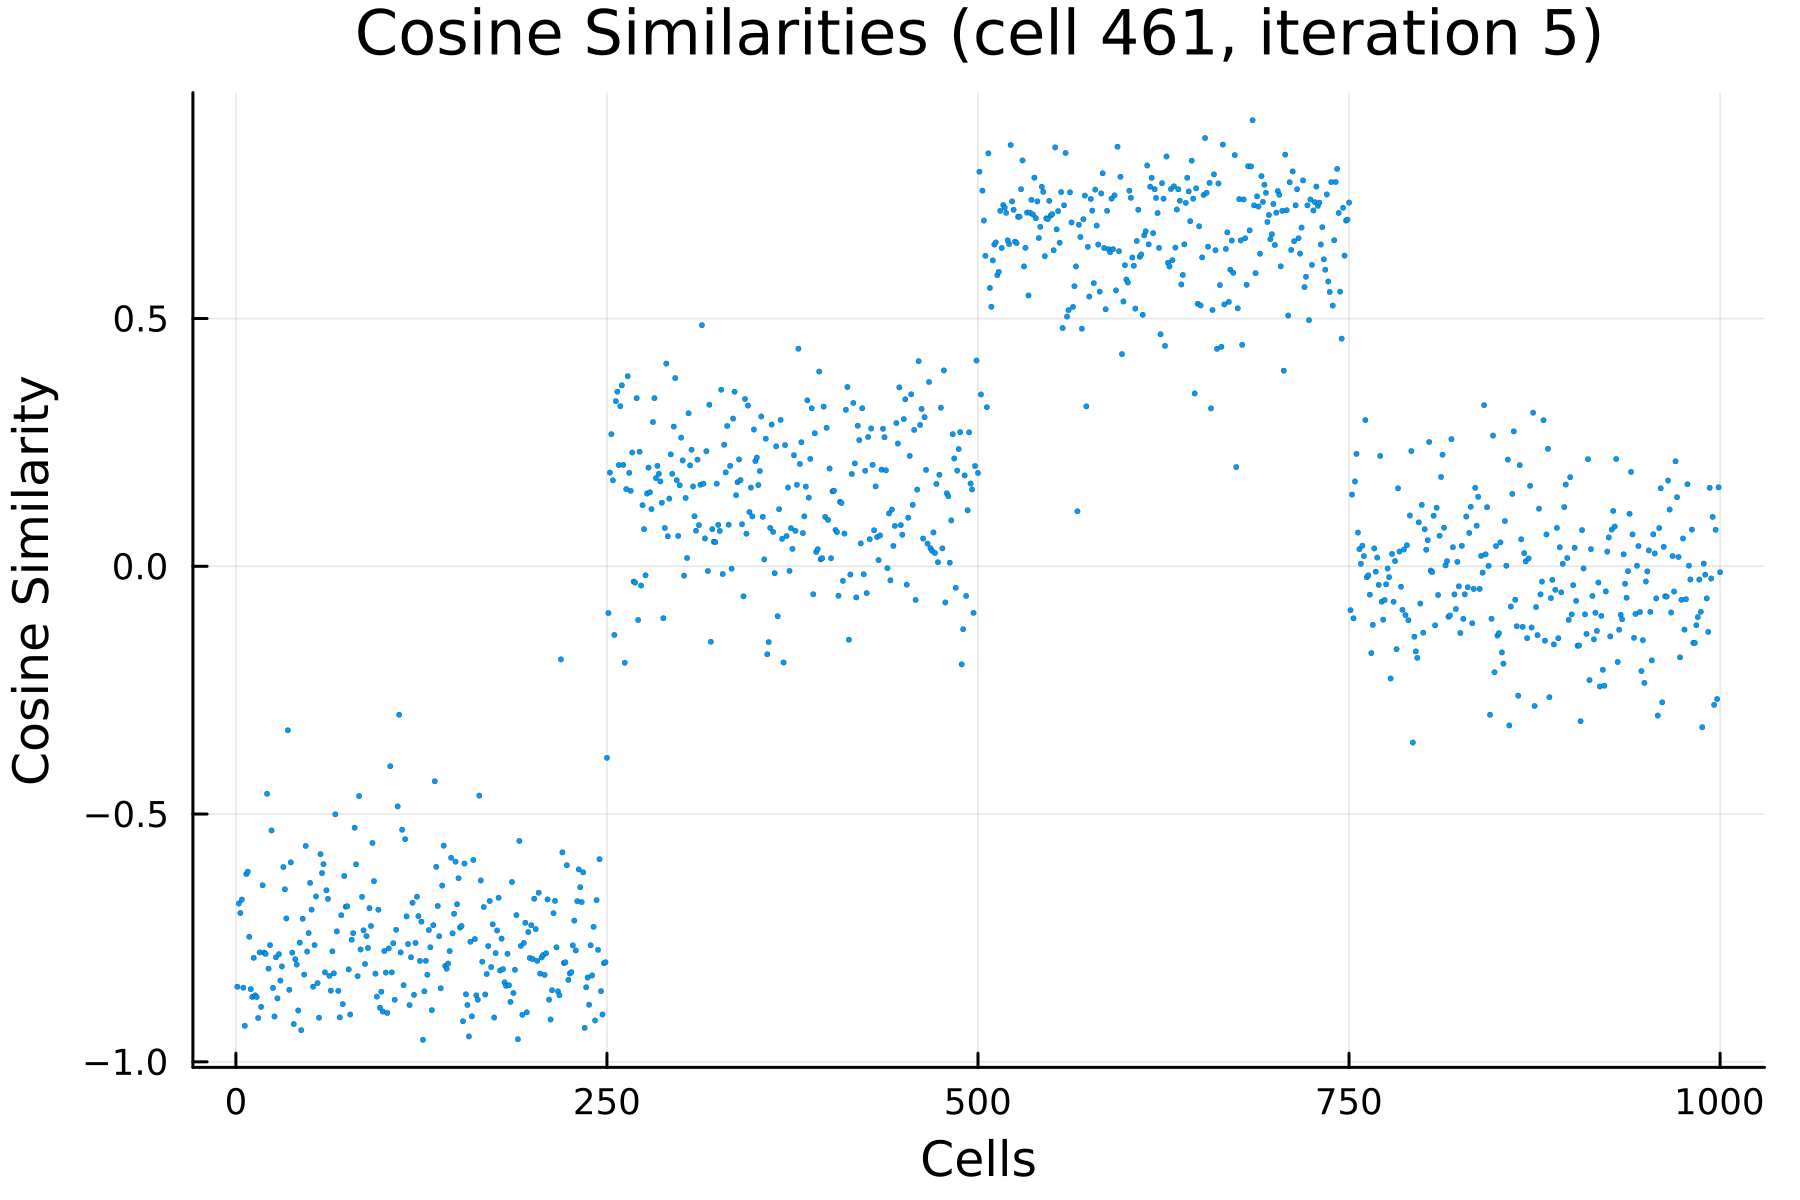 Cosine Similarities (cell 461, iteration 5)
Cosine Similarity
0.5
0.0
−0.5
−1.0
0 250 500 750 1000
Cells